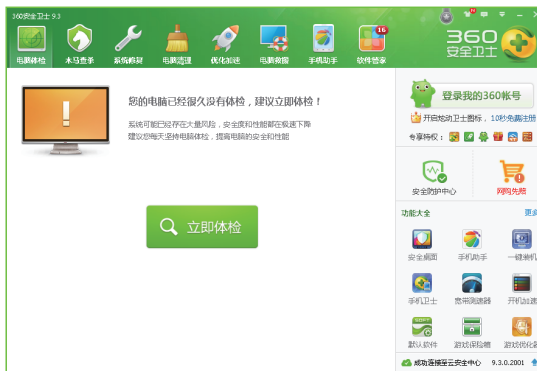 360安全卫士 9.3
电脑体检 木马查杀 系统修复 电脑清理 优化加速 电脑救援 手机助手 软件管家
16
360
安全卫士
您的电脑已经很久没有体检，建议立即体检！
系统可能已经存在大量风险，安全度和性能都在极速下降
建议您每天坚持电脑体检，提高电脑的安全和性能
立即体检
登录我的360帐号
开启炫动卫士图标，10秒免费注册
专享特权：
安全防护中心 网购先赔
功能大全 更多
安全桌面 手机助手 一键装机
手机卫士 宽带测速器 开机加速
SOFT
默认软件 游戏保险箱 游戏优化器
成功连接至云安全中心 9.3.0.2001